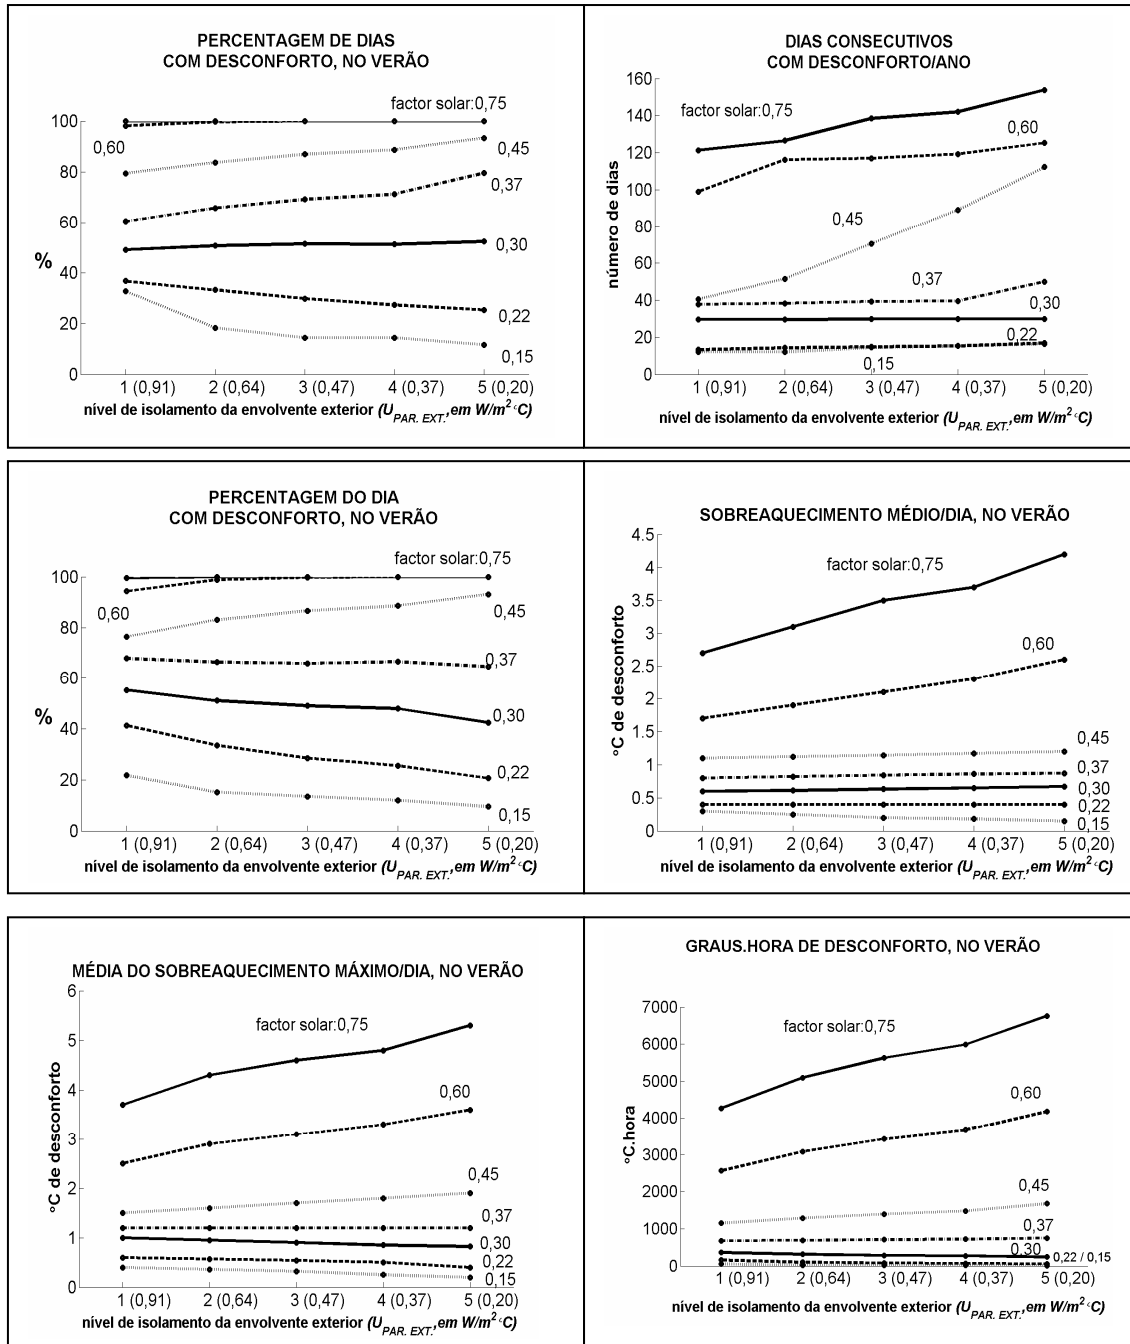 PERCENTAGEM DE DIAS
COM DESCONFORTO, NO VERÃO
factor solar:0,75
100
0,60
0,45
80
0,37
60
0,30
%
40
0,22
20
0,15
0
1 (0,91) 2 (0,64) 3 (0,47) 4 (0,37) 5 (0,20)
nível de isolamento da envolvente exterior (U PAR. EXT., em W/m² °C)
DIAS CONSECUTIVOS
COM DESCONFORTO/ANO
160
factor solar:0,75
140
0,60
120
100
número de dias
0,45
80
60
0,37
40
0,30
0,22
20
0,15
0
1 (0,91) 2 (0,64) 3 (0,47) 4 (0,37) 5 (0,20)
nível de isolamento da envolvente exterior (U PAR. EXT., em W/m² °C)
PERCENTAGEM DO DIA
COM DESCONFORTO, NO VERÃO
factor solar:0,75
100
0,60
0,45
80
0,37
60
0,30
%
40
0,22
20
0,15
0
1 (0,91) 2 (0,64) 3 (0,47) 4 (0,37) 5 (0,20)
nível de isolamento da envolvente exterior (U PAR. EXT., em W/m² °C)
SOBREAQUECIMENTO MÉDIO/DIA, NO VERÃO
4.5
factor solar:0,75
4
3.5
3
0,60
2.5
ºC de desconforto
2
1.5
0,45
1
0,37
0,30
0.5
0,22
0,15
0
1 (0,91) 2 (0,64) 3 (0,47) 4 (0,37) 5 (0,20)
nível de isolamento da envolvente exterior (U PAR. EXT., em W/m² °C)
MÉDIA DO SOBREAQUECIMENTO MÁXIMO/DIA, NO VERÃO
6
factor solar:0,75
5
4
0,60
ºC de desconforto
3
2
0,45
0,37
1
0,30
0,22
0,15
0
1 (0,91) 2 (0,64) 3 (0,47) 4 (0,37) 5 (0,20)
nível de isolamento da envolvente exterior (U PAR. EXT., em W/m² °C)
GRAUS.HORA DE DESCONFORTO, NO VERÃO
7000
factor solar:0,75
6000
5000
0,60
4000
ºC.hora
3000
2000
0,45
1000
0,37
0,30
0,22 / 0,15
0
1 (0,91) 2 (0,64) 3 (0,47) 4 (0,37) 5 (0,20)
nível de isolamento da envolvente exterior (U PAR. EXT., em W/m² °C)